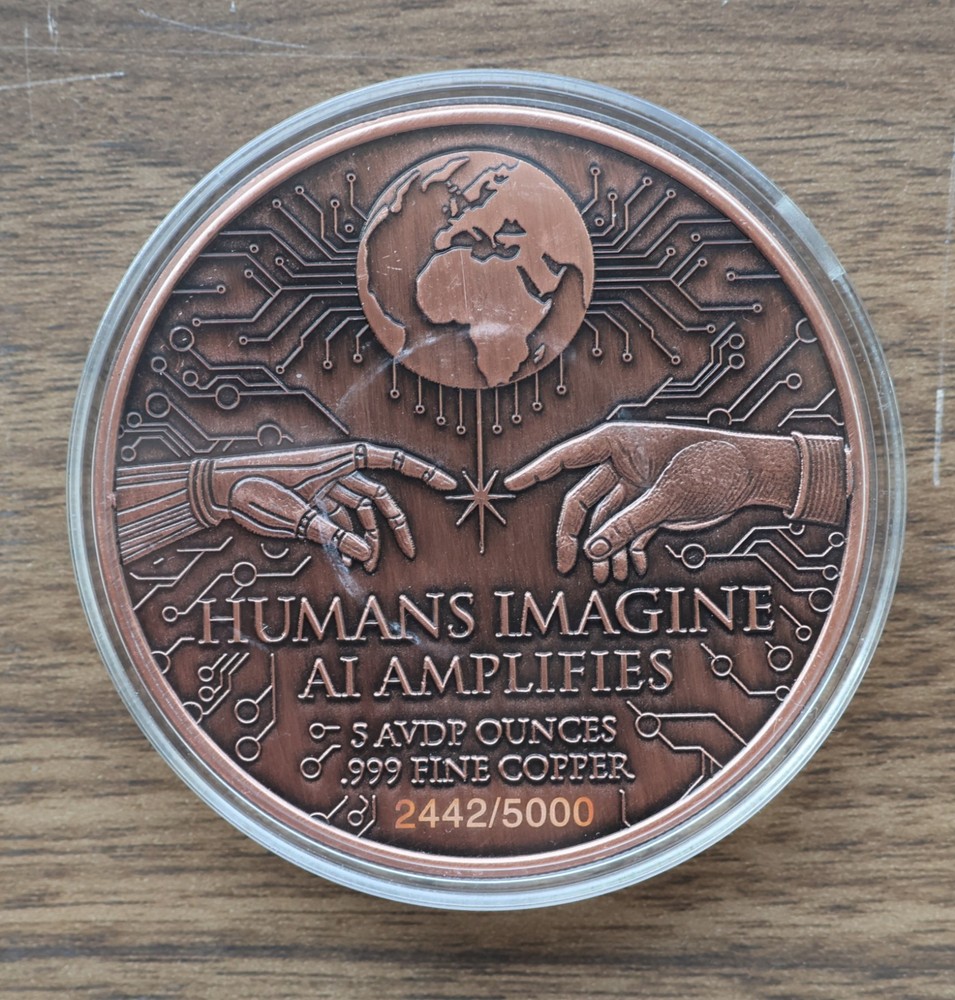 HUMANS IMAGINE
AI AMPLIFIES
5 AVDP OUNCES
.999 FINE COPPER
2442/5000